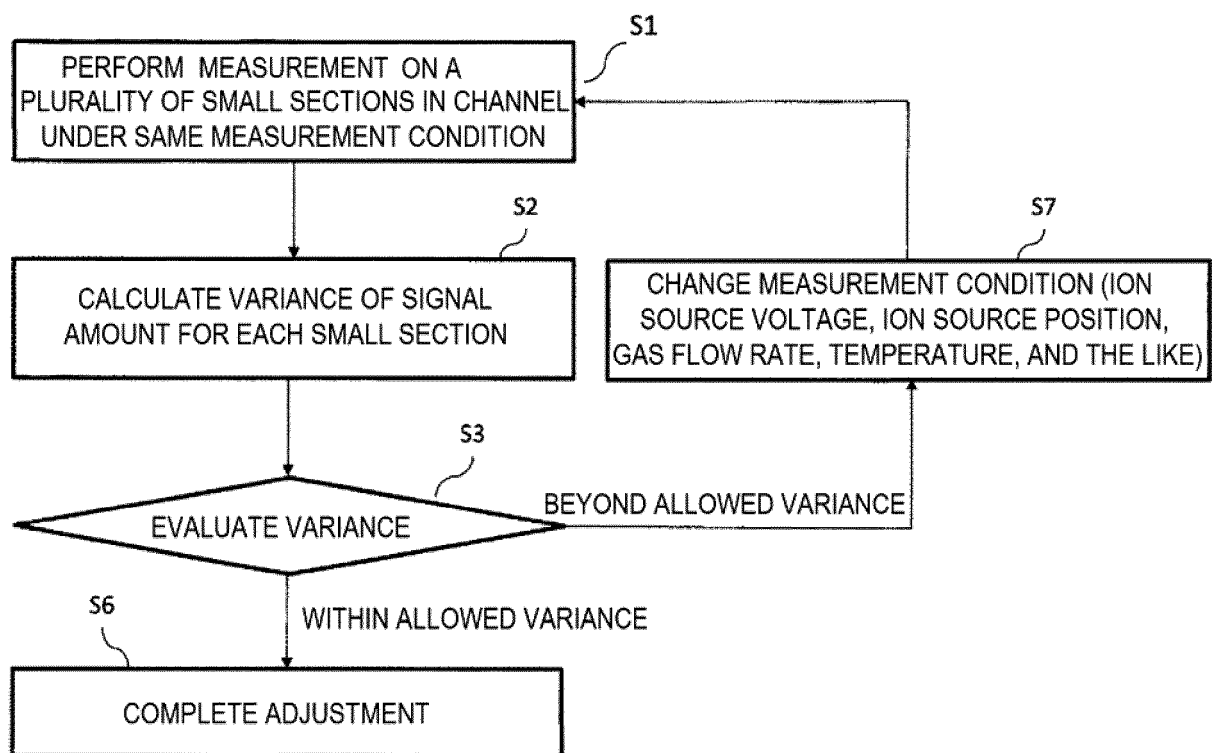 S1
PERFORM MEASUREMENT ON A
PLURALITY OF SMALL SECTIONS IN CHANNEL
UNDER SAME MEASUREMENT CONDITION
S2
CALCULATE VARIANCE OF SIGNAL
AMOUNT FOR EACH SMALL SECTION
S7
CHANGE MEASUREMENT CONDITION (ION
SOURCE VOLTAGE, ION SOURCE POSITION,
GAS FLOW RATE, TEMPERATURE, AND THE LIKE)
S3
EVALUATE VARIANCE
BEYOND ALLOWED VARIANCE
WITHIN ALLOWED VARIANCE
S6
COMPLETE ADJUSTMENT